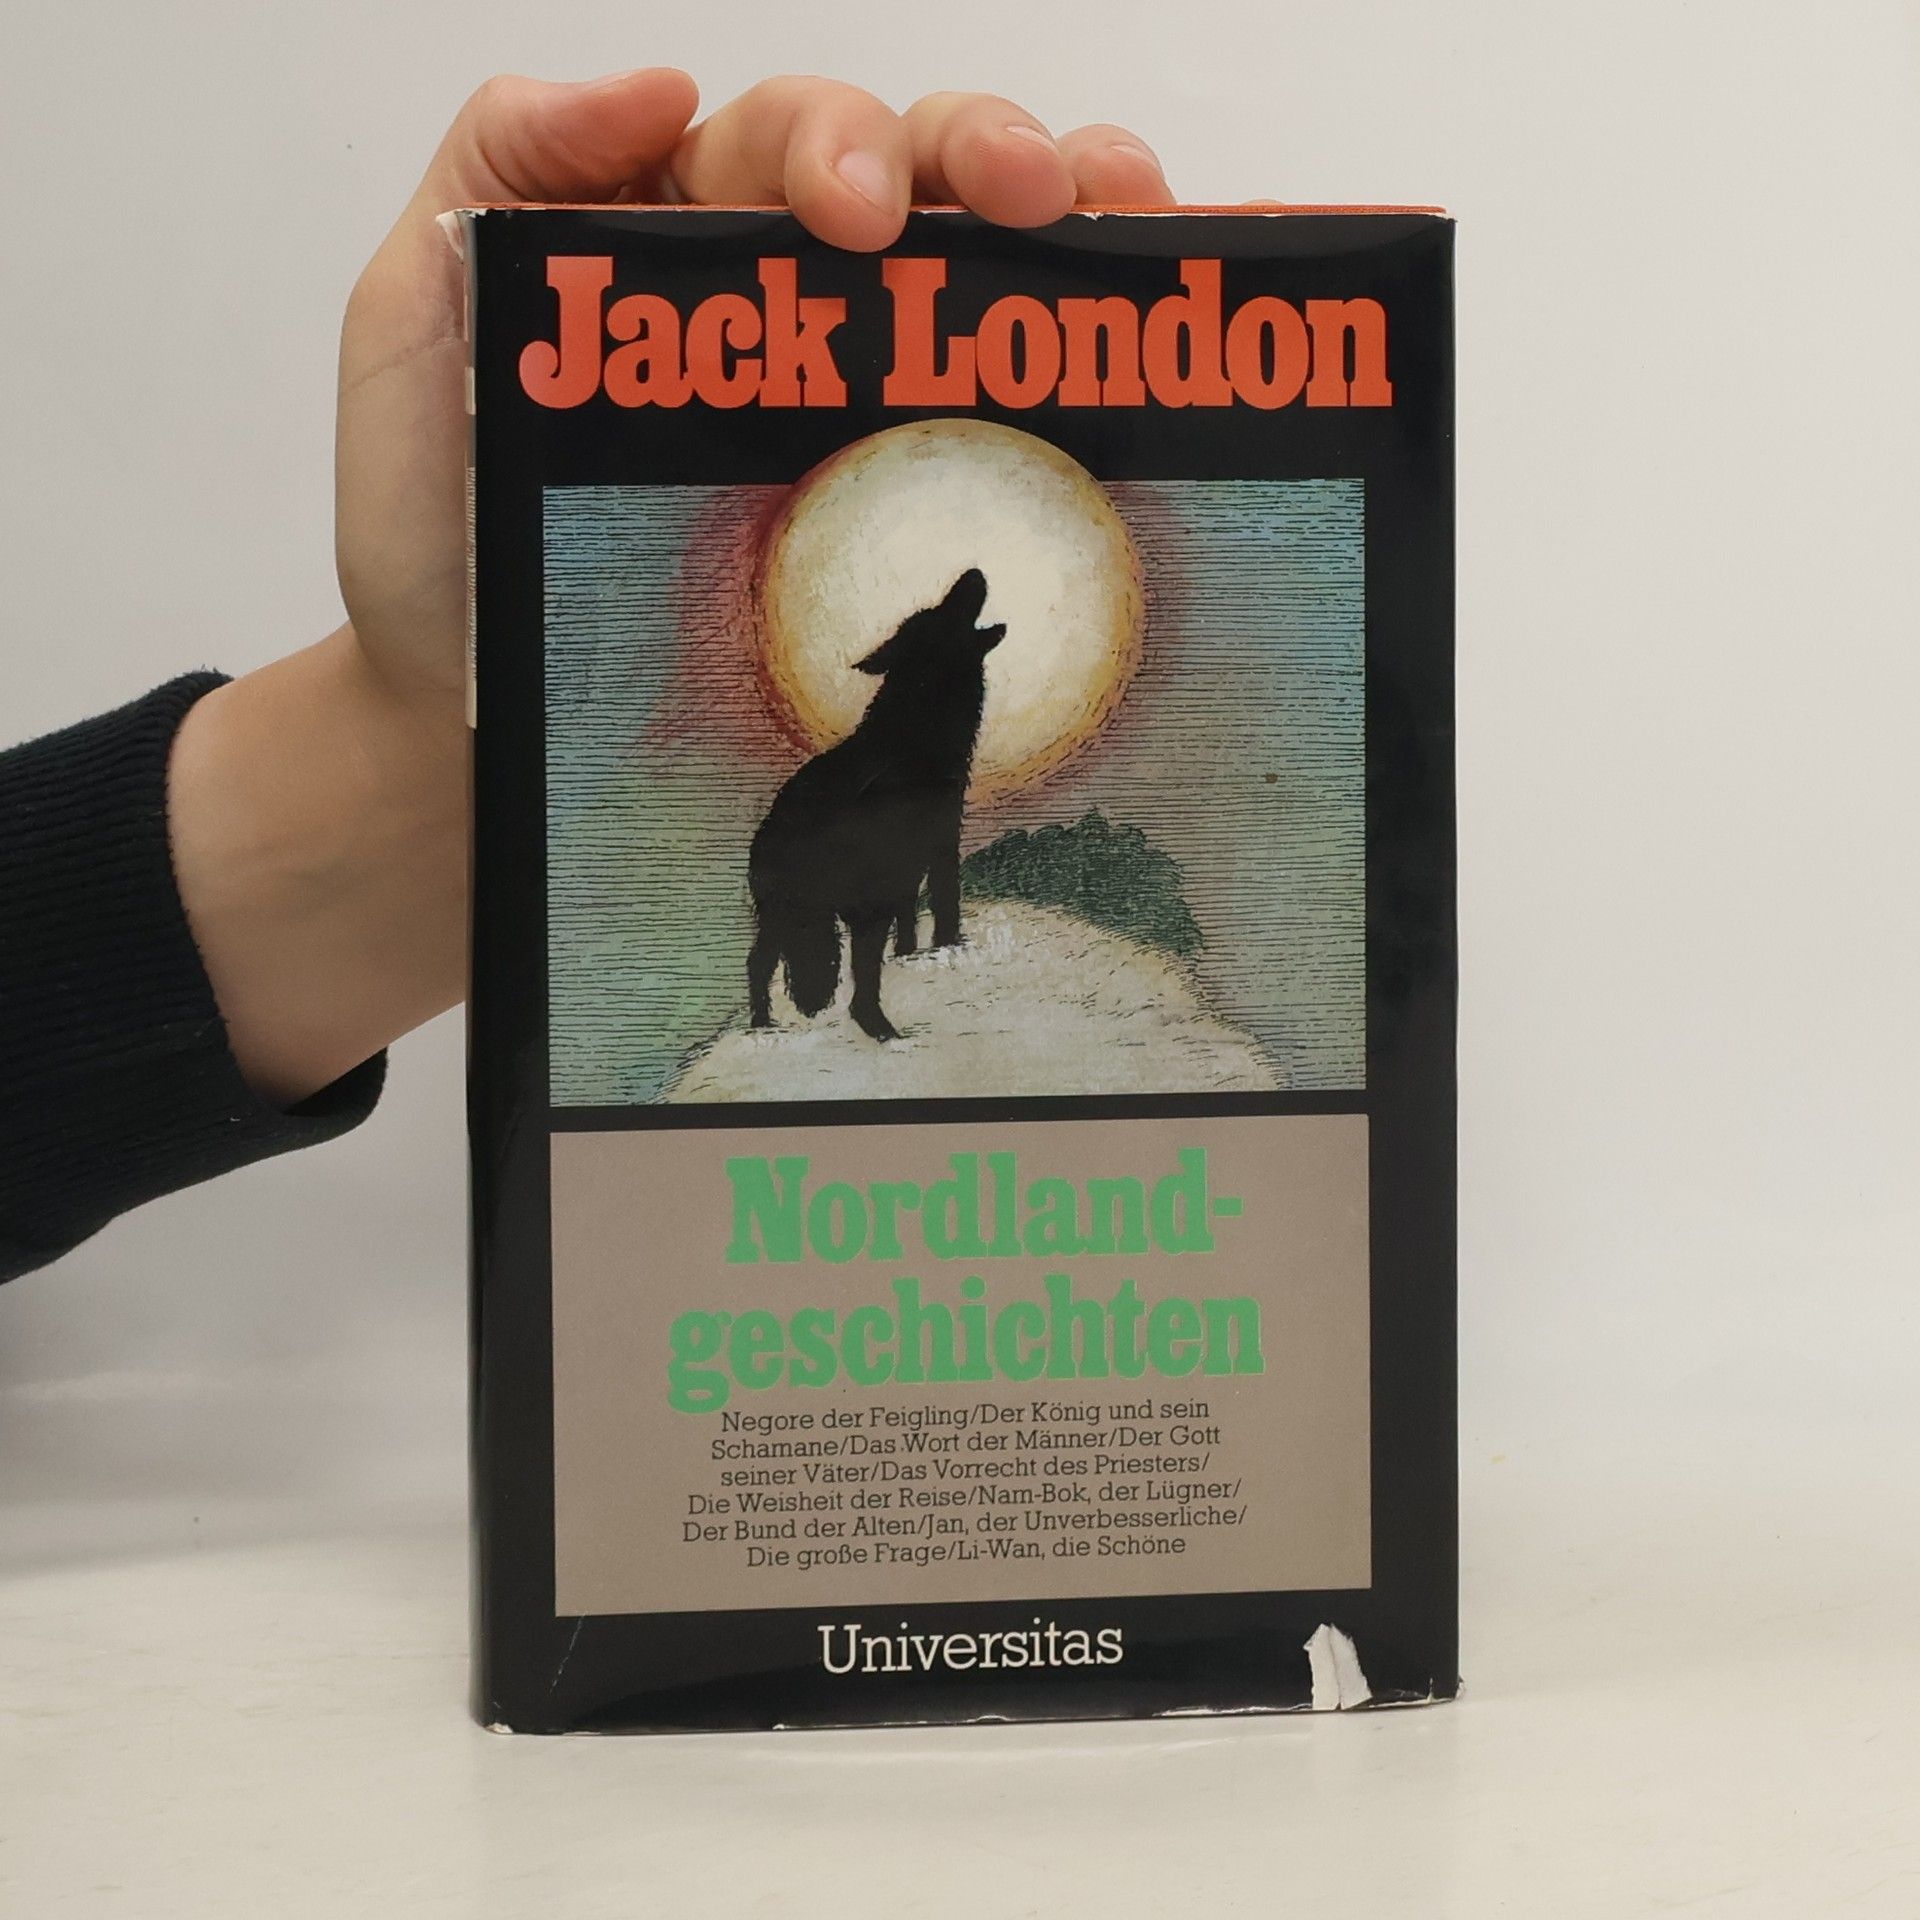 Jack London
Nordland-
geschichten
Negore der Feigling/Der König und sein
Schamane/Das Wort der Männer/Der Gott
seiner Väter/Das Vorrecht des Priesters/
Die Weisheit der Reise/Nam-Bok, der Lügner/
Der Bund der Alten/Jan, der Unverbesserliche/
Die große Frage/Li-Wan, die Schöne
Universitas